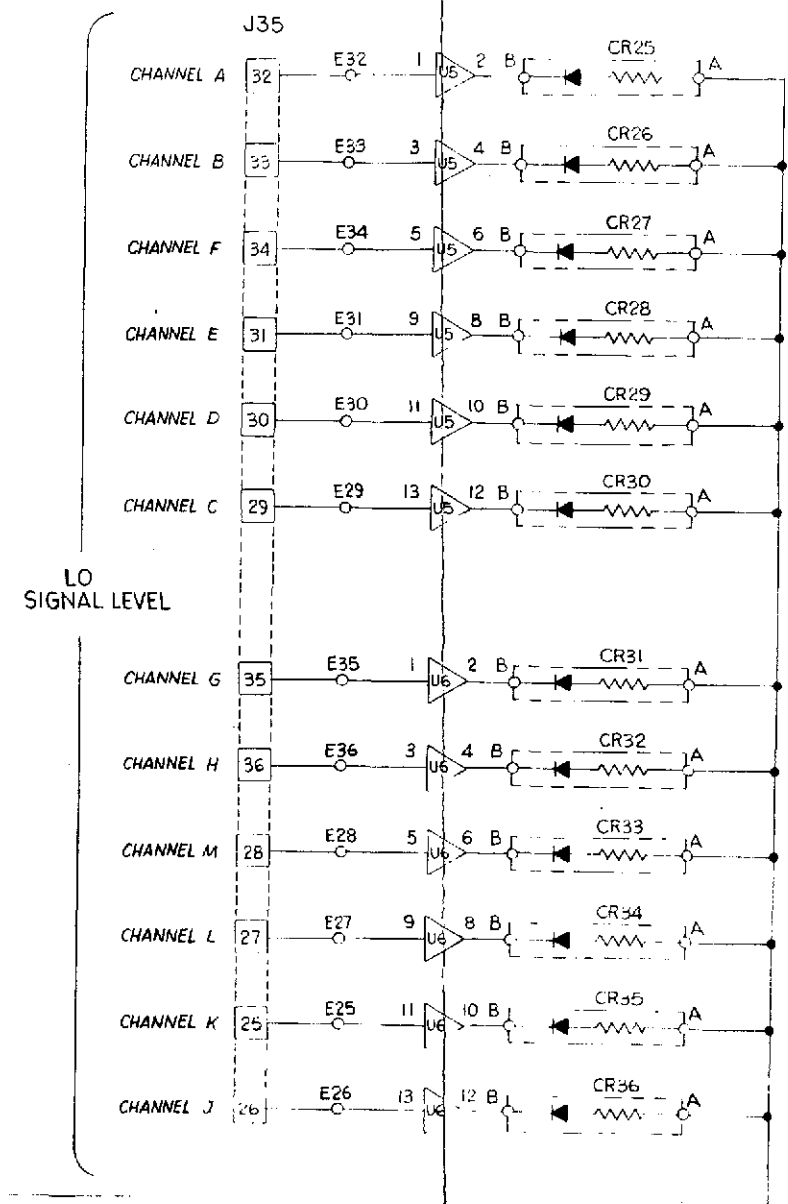 J35
CHANNEL A 32 E32 1 U5 2 B CR25 A
CHANNEL B 33 E33 3 U5 4 B CR26 A
CHANNEL F 34 E34 5 U5 6 B CR27 A
CHANNEL E 31 E31 9 U5 8 B CR28 A
CHANNEL D 30 E30 11 U5 10 B CR29 A
CHANNEL C 29 E29 13 U5 12 B CR30 A
LO
SIGNAL LEVEL
CHANNEL G 35 E35 1 U6 2 B CR31 A
CHANNEL H 36 E36 3 U6 4 B CR32 A
CHANNEL M 28 E28 5 U6 6 B CR33 A
CHANNEL L 27 E27 9 U6 8 B CR34 A
CHANNEL K 25 E25 11 U6 10 B CR35 A
CHANNEL J 26 E26 13 U6 12 B CR36 A